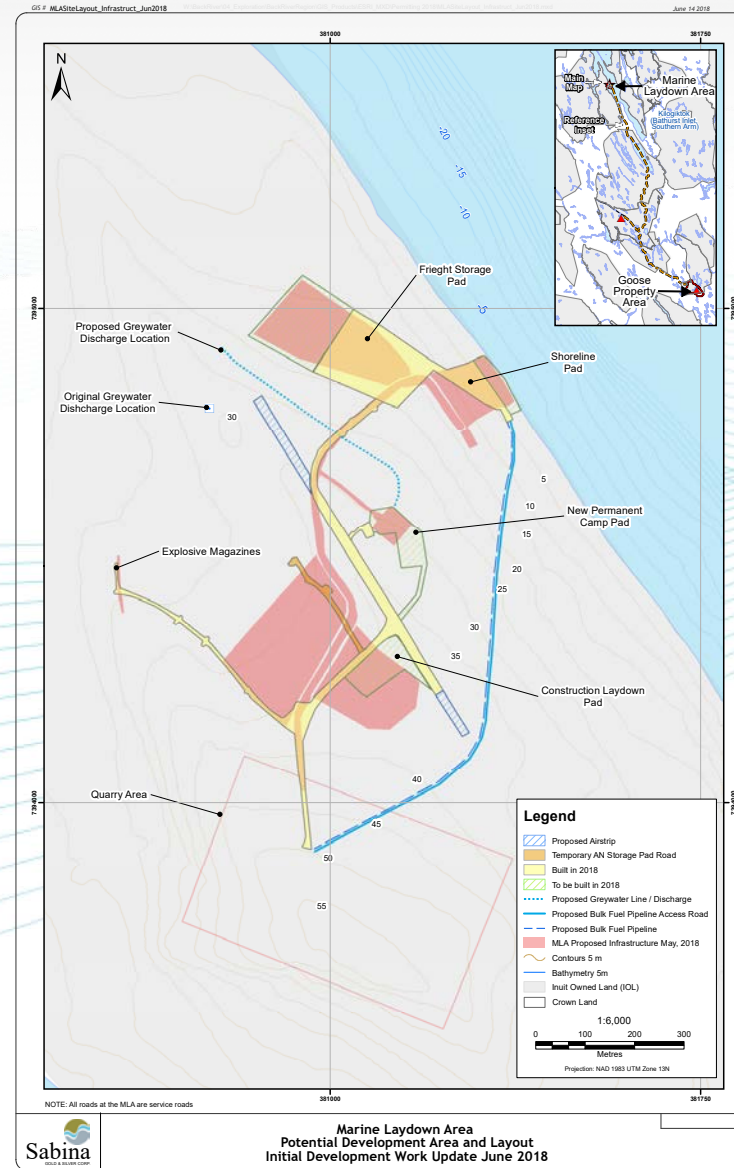 GIS # MLASiteLayout_Infrastruct_Jun2018
June 14 2018
381000
381750
N
-20
-15
-10
-5
Main
Map
Marine
Laydown Area
Reference
Inset
Kilogiktok
(Bathurst Inlet,
Southern Arm)
Goose
Property
Area
Frieght Storage
Pad
Proposed Greywater
Discharge Location
Shoreline
Pad
Original Greywater
Dishcharge Location
30
5
10
New Permanent
Camp Pad
15
Explosive Magazines
20
25
30
35
Construction Laydown
Pad
40
Quarry Area
45
7394000
50
55
Legend
Proposed Airstrip
Temporary AN Storage Pad Road
Built in 2018
To be built in 2018
Proposed Greywater Line / Discharge
Proposed Bulk Fuel Pipeline Access Road
Proposed Bulk Fuel Pipeline
MLA Proposed Infrastructure May, 2018
Contours 5 m
Bathymetry 5m
Inuit Owned Land (IOL)
Crown Land
1:6,000
0 100 200 300
Metres
Projection: NAD 1983 UTM Zone 13N
381000
381750
NOTE: All roads at the MLA are service roads
Sabina
GOLD & SILVER CORP.
Marine Laydown Area
Potential Development Area and Layout
Initial Development Work Update June 2018